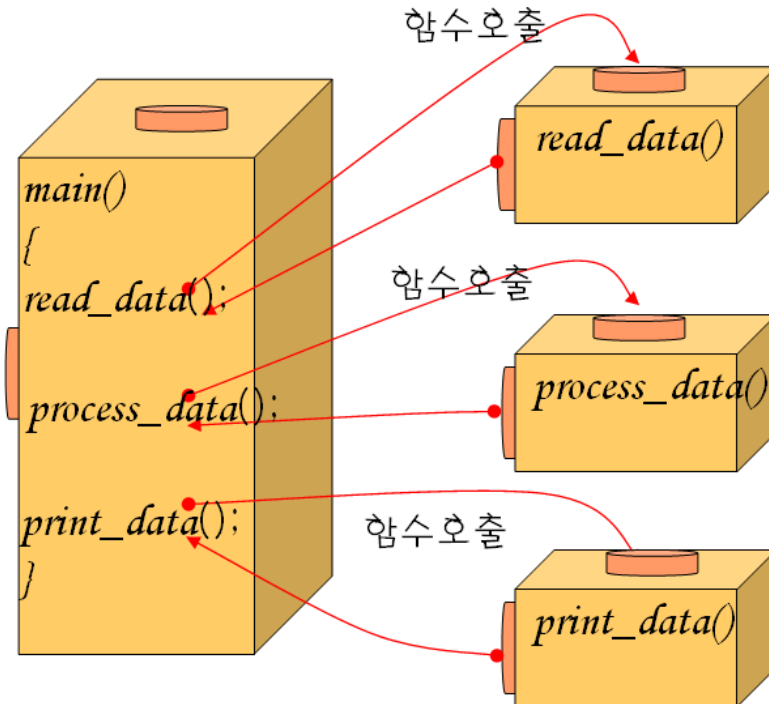 함수호출
main()
{
read_data();
process_data();
print_data();
}
read_data()
함수호출
process_data()
함수호출
print_data()